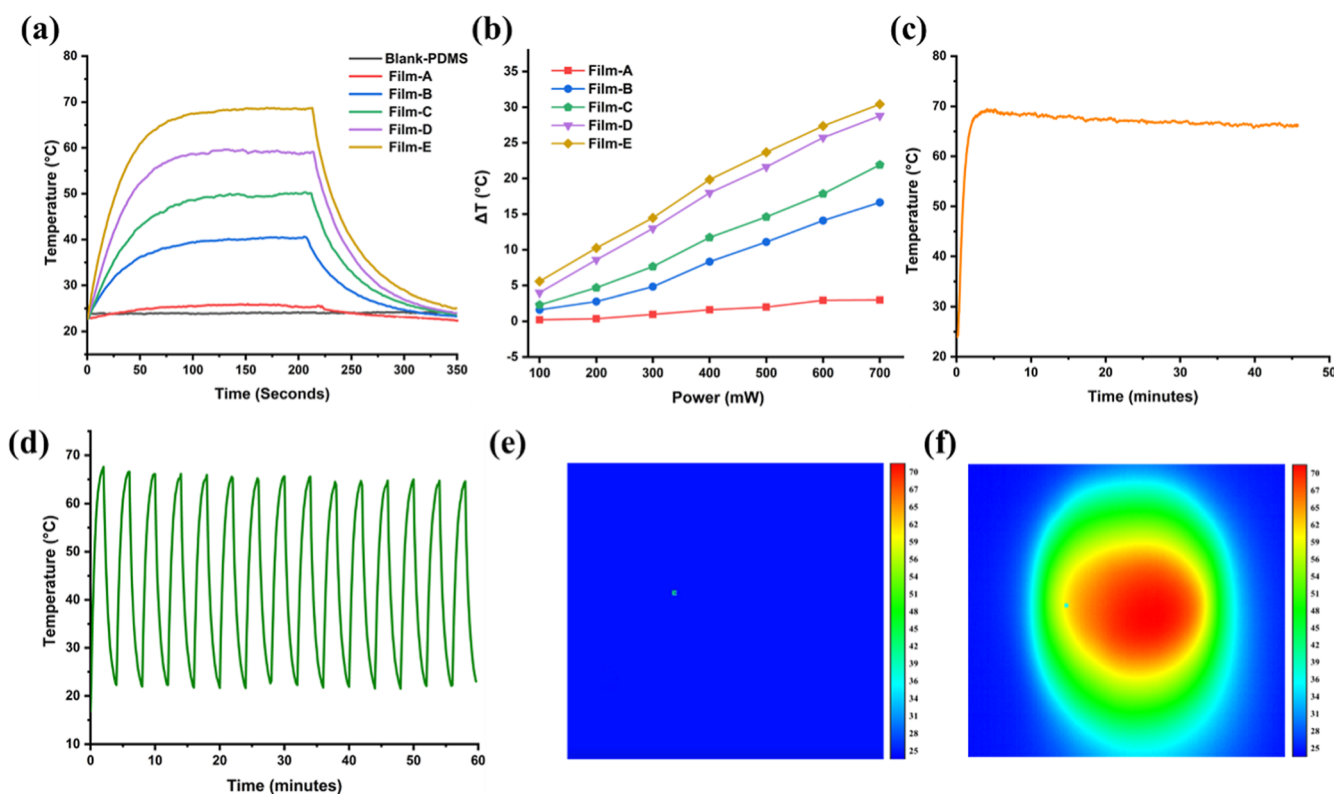 (a)
80
70
60
50
40
30
20
Temperature (°C)
0 50 100 150 200 250 300 350
Time (Seconds)
Blank-PDMS
Film-A
Film-B
Film-C
Film-D
Film-E
(b)
35
30
25
20
15
10
5
0
-5
ΔT (°C)
100 200 300 400 500 600 700
Power (mW)
Film-A
Film-B
Film-C
Film-D
Film-E
(c)
80
70
60
50
40
30
20
Temperature (°C)
0 10 20 30 40 50
Time (minutes)
(d)
75
70
60
50
40
30
20
10
Temperature (°C)
0 10 20 30 40 50 60
Time (minutes)
(e)
70
67
65
62
59
56
53
51
48
45
42
39
36
34
31
28
25
(f)
70
67
65
62
59
56
53
51
48
45
42
39
36
34
31
28
25